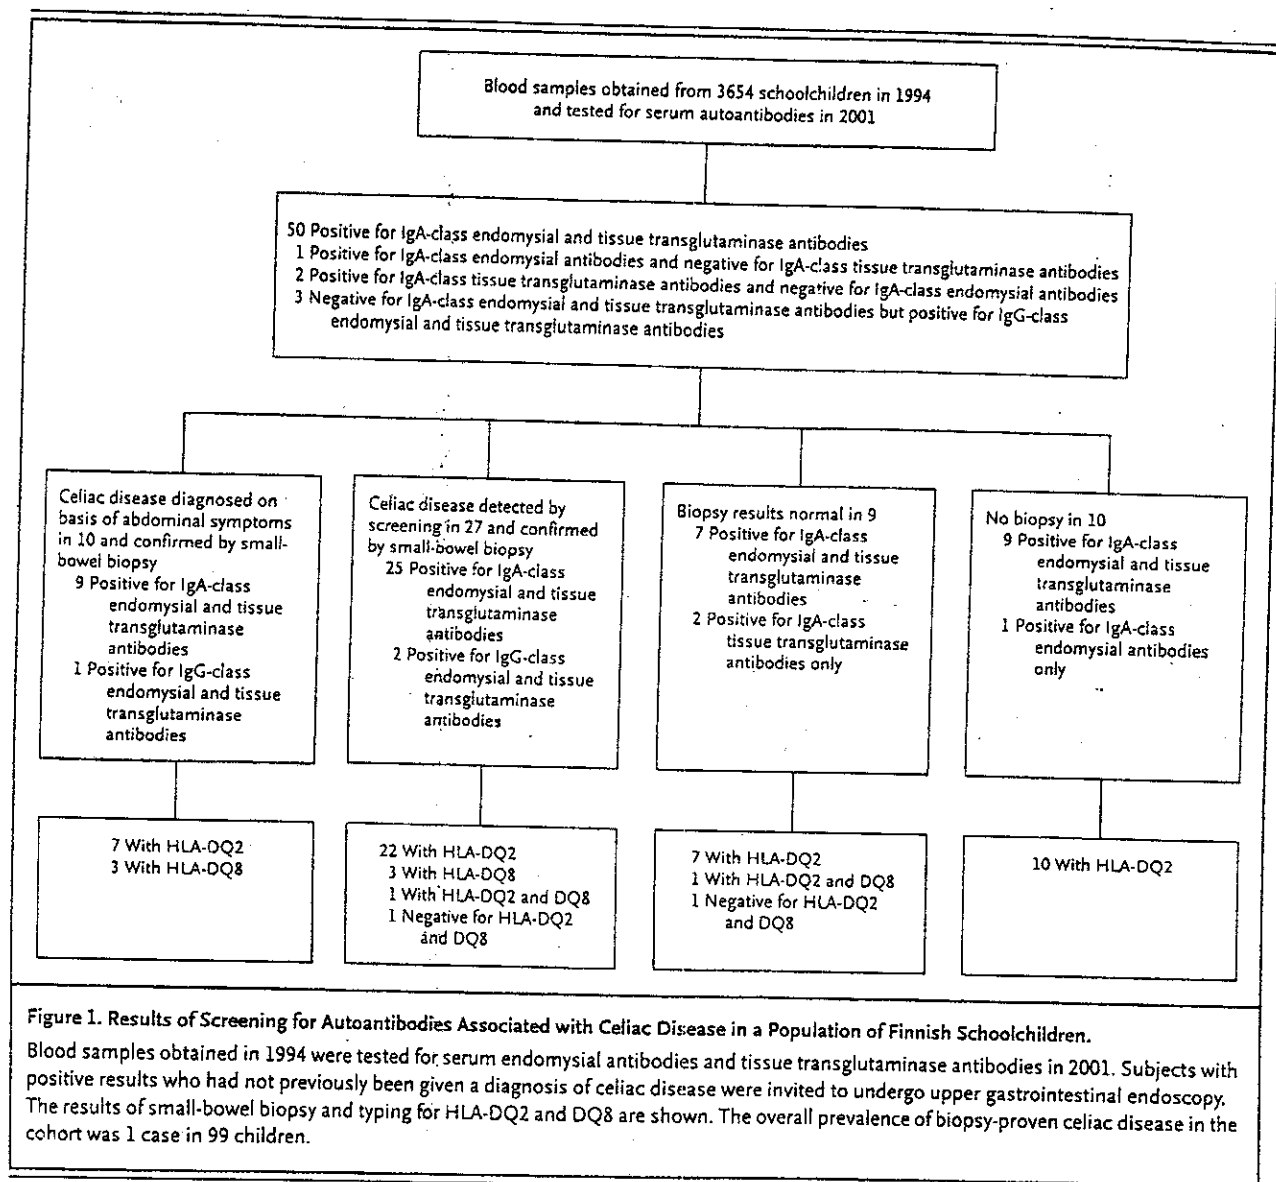 Blood samples obtained from 3654 schoolchildren in 1994
and tested for serum autoantibodies in 2001
50 Positive for IgA-class endomysial and tissue transglutaminase antibodies
1 Positive for IgA-class endomysial antibodies and negative for IgA-class tissue transglutaminase antibodies
2 Positive for IgA-class tissue transglutaminase antibodies and negative for IgA-class endomysial antibodies
3 Negative for IgA-class endomysial and tissue transglutaminase antibodies but positive for IgG-class
endomysial and tissue transglutaminase antibodies
Celiac disease diagnosed on
basis of abdominal symptoms
in 10 and confirmed by small-
bowel biopsy
9 Positive for IgA-class
endomysial and tissue
transglutaminase
antibodies
1 Positive for IgG-class
endomysial and tissue
transglutaminase
antibodies
Celiac disease detected by
screening in 27 and confirmed
by small-bowel biopsy
25 Positive for IgA-class
endomysial and tissue
transglutaminase
antibodies
2 Positive for IgG-class
endomysial and tissue
transglutaminase
antibodies
Biopsy results normal in 9
7 Positive for IgA-class
endomysial and tissue
transglutaminase
antibodies
2 Positive for IgA-class
tissue transglutaminase
antibodies only
No biopsy in 10
9 Positive for IgA-class
endomysial and tissue
transglutaminase
antibodies
1 Positive for IgA-class
endomysial antibodies
only
7 With HLA-DQ2
3 With HLA-DQ8
22 With HLA-DQ2
3 With HLA-DQ8
1 With HLA-DQ2 and DQ8
1 Negative for HLA-DQ2
and DQ8
7 With HLA-DQ2
1 With HLA-DQ2 and DQ8
1 Negative for HLA-DQ2
and DQ8
10 With HLA-DQ2
Figure 1. Results of Screening for Autoantibodies Associated with Celiac Disease in a Population of Finnish Schoolchildren.
Blood samples obtained in 1994 were tested for serum endomysial antibodies and tissue transglutaminase antibodies in 2001. Subjects with
positive results who had not previously been given a diagnosis of celiac disease were invited to undergo upper gastrointestinal endoscopy.
The results of small-bowel biopsy and typing for HLA-DQ2 and DQ8 are shown. The overall prevalence of biopsy-proven celiac disease in the
cohort was 1 case in 99 children.